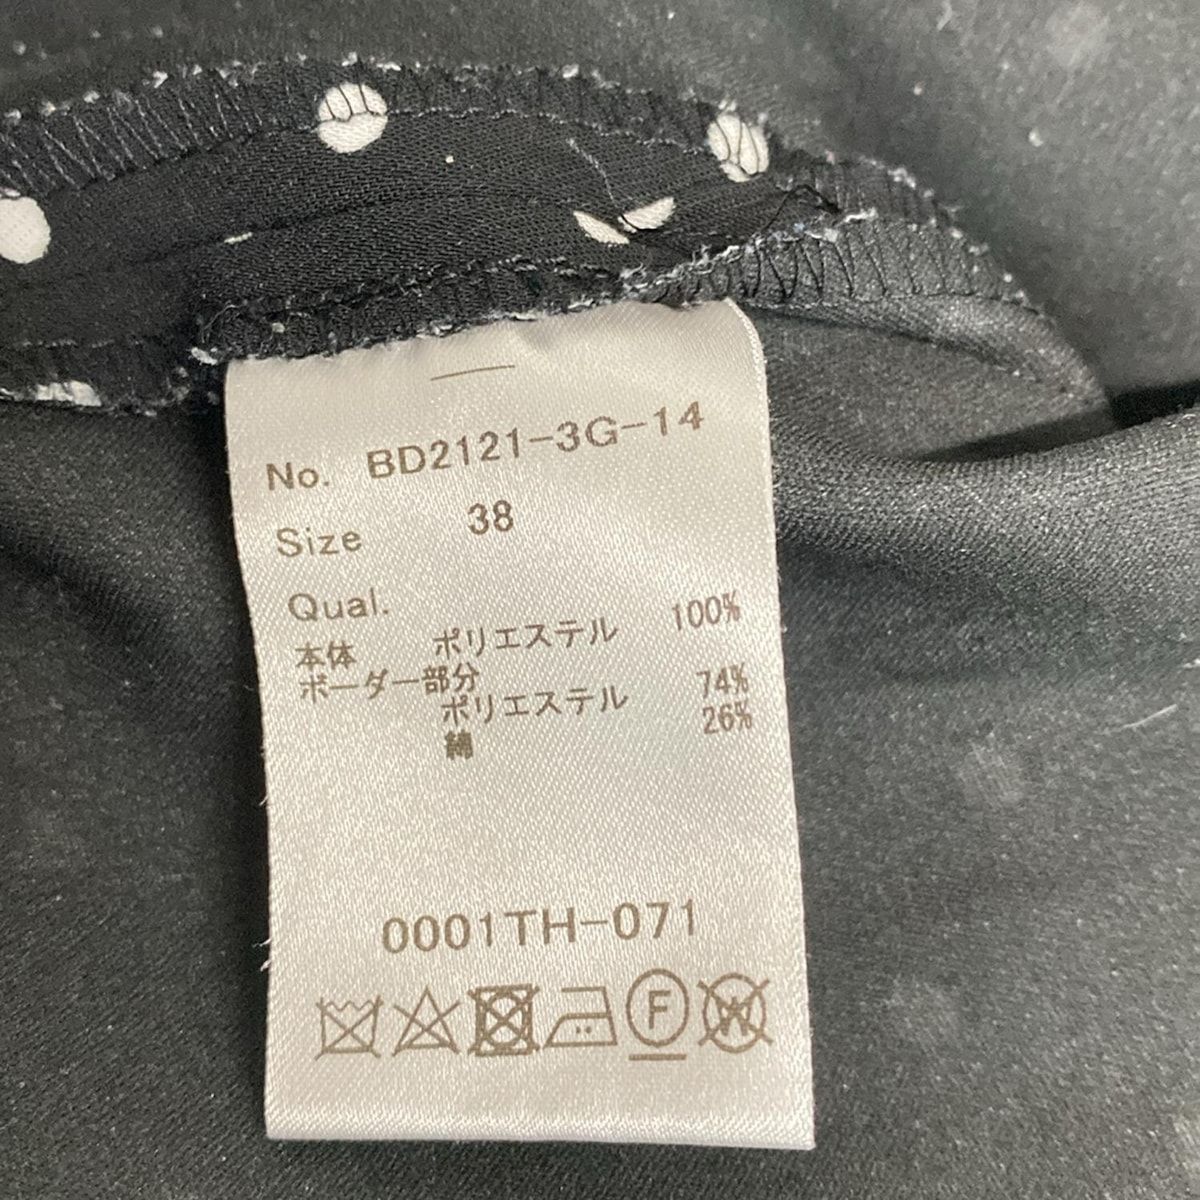 No. BD2121-3G-14
Size 38
Qual.
本体 ポリエステル 100%
ボーダー部分
ポリエステル 74%
綿 26%
0001TH-071
F W